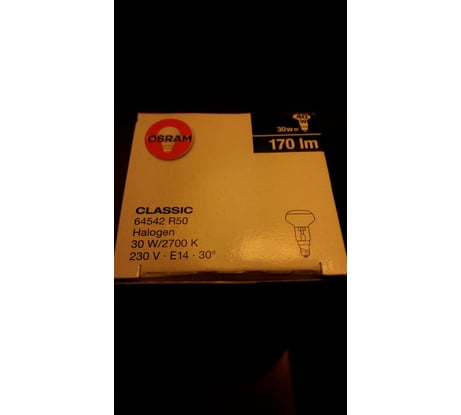 OSRAM
40
W
30W=
170 lm
CLASSIC
64542 R50
Halogen
30 W/2700 K
230 V · E14 · 30°